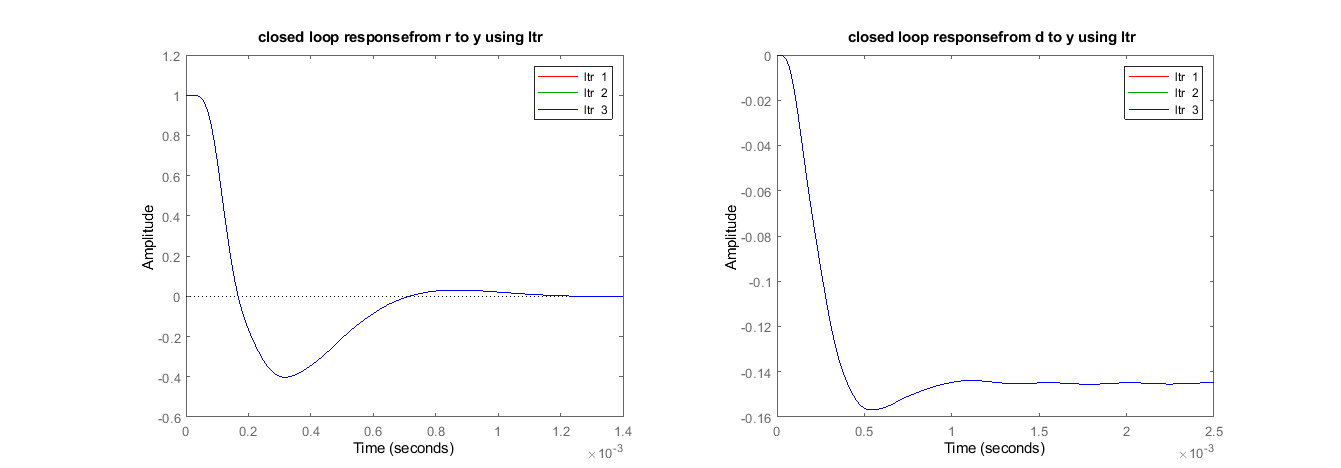 closed loop responsefrom r to y using ltr
1.2
1
0.8
0.6
0.4
0.2
0
-0.2
-0.4
-0.6
Amplitude
ltr 1
ltr 2
ltr 3
0 0.2 0.4 0.6 0.8 1 1.2 1.4
Time (seconds)
×10-3
closed loop responsefrom d to y using ltr
0
-0.02
-0.04
-0.06
-0.08
-0.1
-0.12
-0.14
-0.16
Amplitude
ltr 1
ltr 2
ltr 3
0 0.5 1 1.5 2 2.5
Time (seconds)
×10-3